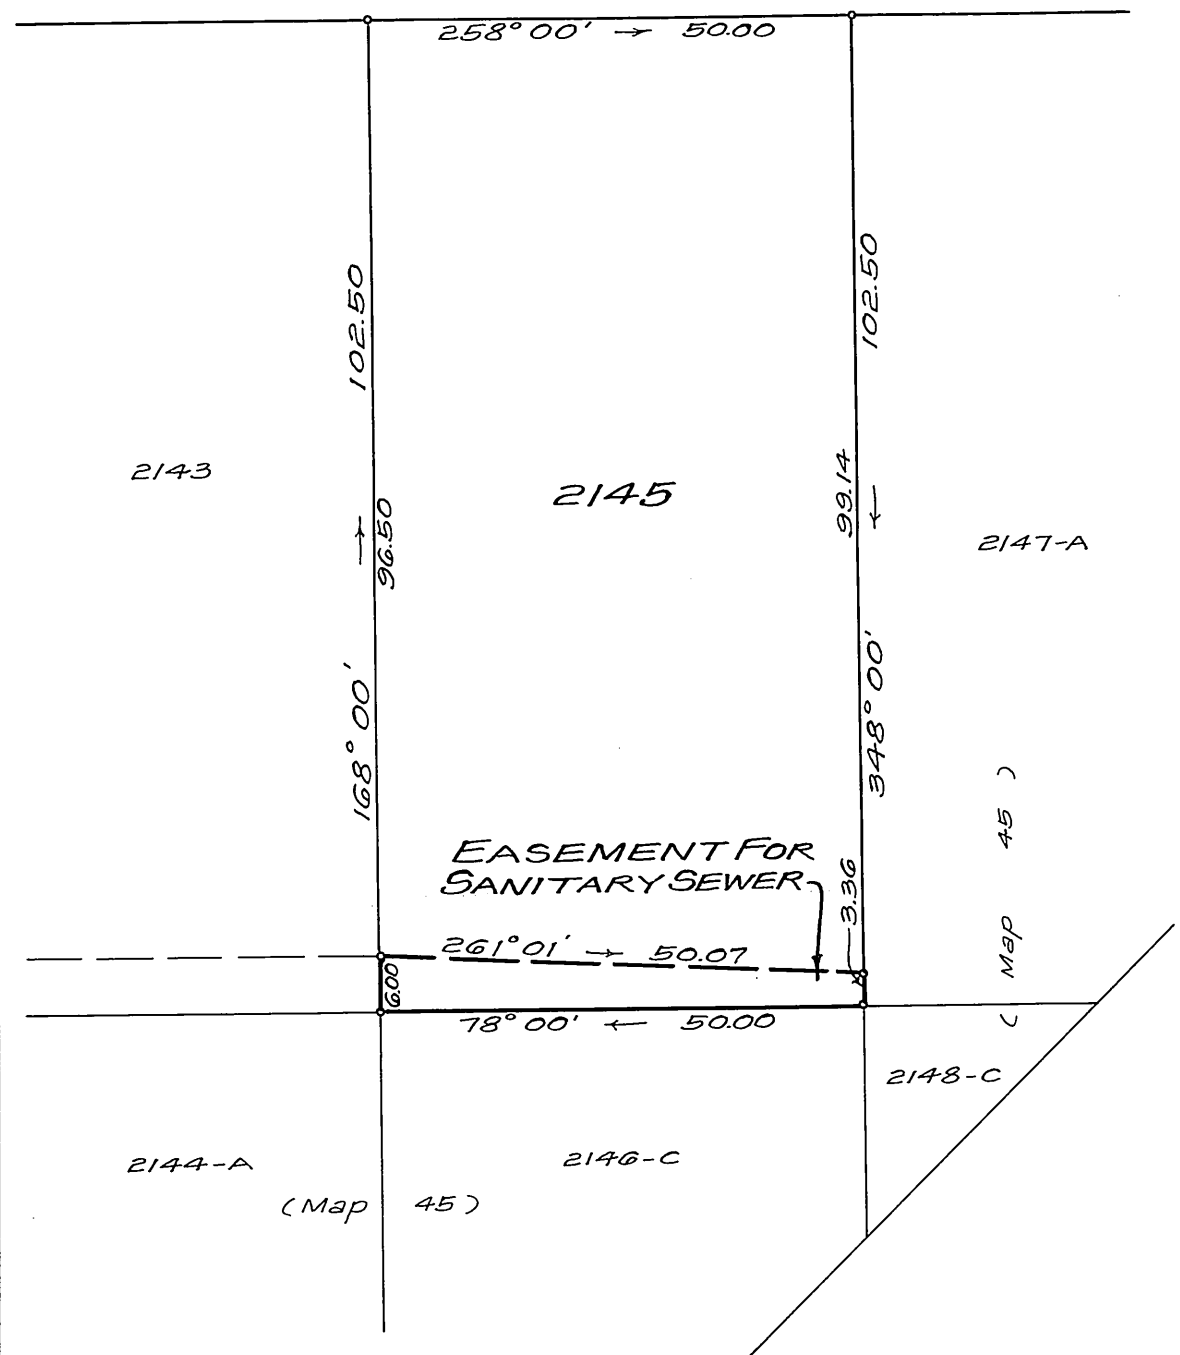 258°00' → 50.00
102.50
102.50
2143
2145
99.14
←
→
96.50
2147-A
168° 00'
348° 00'
EASEMENT FOR
SANITARY SEWER
3.36
( Map 45 )
261°01' → 50.07
6.00
78°00' ← 50.00
2148-C
2144-A
2146-C
(Map 45)